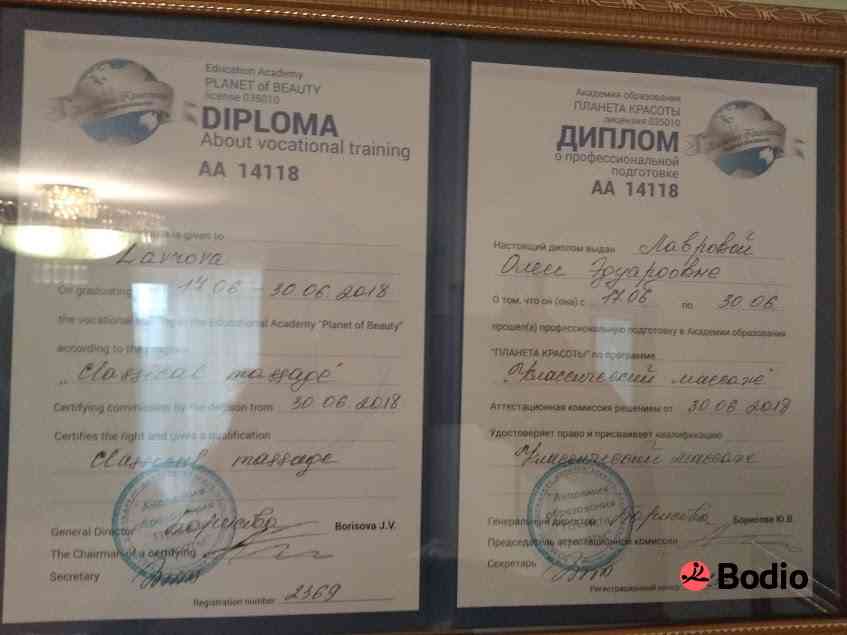 Education Academy
PLANET of BEAUTY
license 035010
DIPLOMA
About vocational training
AA 14118
is given to
Lavrova
On graduating 17.06 - 30.06.2018
the vocational training in the Educational Academy "Planet of Beauty"
according to the program
"Classical massage"
Certifying commission by the decision from 30.06.2018
Certifies the right and gives a qualification
Classical massage
General Director Борисова Borisova J.V.
The Chairman of a certifying
Secretary
Registration number 2369
Академия образования
ПЛАНЕТА КРАСОТЫ
лицензия 035010
ДИПЛОМ
о профессиональной
подготовке
АА 14118
Настоящий диплом выдан Лавровой
Олесе Эдуардовне
О том, что он (она) с 17.06 по 30.06.
прошел(а) профессиональную подготовку в Академии образования
"ПЛАНЕТА КРАСОТЫ" по программе
"Классический массаж"
Аттестационная комиссия решением от 30.06.2018
Удостоверяет право и присваивает квалификацию
Классический массаж
Генеральный директор Борисова Борисова Ю.В.
Председатель аттестационной комиссии
Секретарь
Регистрационный номер
Bodio